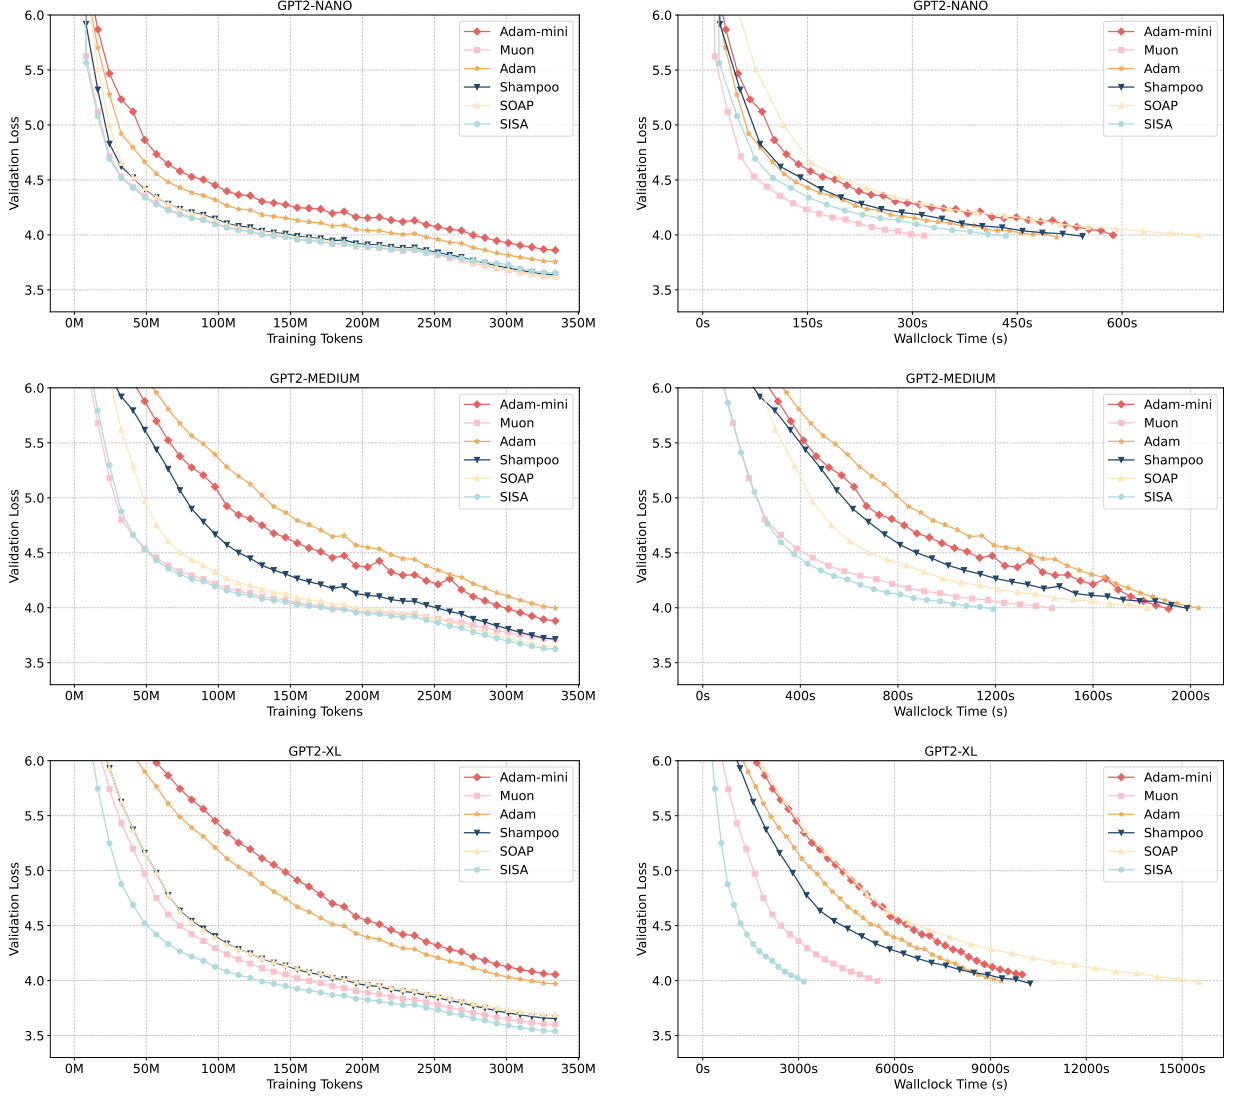 GPT2-NANO
6.0
5.5
5.0
4.5
4.0
3.5
Validation Loss
Adam-mini
Muon
Adam
Shampoo
SOAP
SISA
0M
50M
100M
150M
200M
250M
300M
350M
Training Tokens
GPT2-NANO
6.0
5.5
5.0
4.5
4.0
3.5
Validation Loss
Adam-mini
Muon
Adam
Shampoo
SOAP
SISA
0s
150s
300s
450s
600s
Wallclock Time (s)
GPT2-MEDIUM
6.0
5.5
5.0
4.5
4.0
3.5
Validation Loss
Adam-mini
Muon
Adam
Shampoo
SOAP
SISA
0M
50M
100M
150M
200M
250M
300M
350M
Training Tokens
GPT2-MEDIUM
6.0
5.5
5.0
4.5
4.0
3.5
Validation Loss
Adam-mini
Muon
Adam
Shampoo
SOAP
SISA
0s
400s
800s
1200s
1600s
2000s
Wallclock Time (s)
GPT2-XL
6.0
5.5
5.0
4.5
4.0
3.5
Validation Loss
Adam-mini
Muon
Adam
Shampoo
SOAP
SISA
0M
50M
100M
150M
200M
250M
300M
350M
Training Tokens
GPT2-XL
6.0
5.5
5.0
4.5
4.0
3.5
Validation Loss
Adam-mini
Muon
Adam
Shampoo
SOAP
SISA
0s
3000s
6000s
9000s
12000s
15000s
Wallclock Time (s)